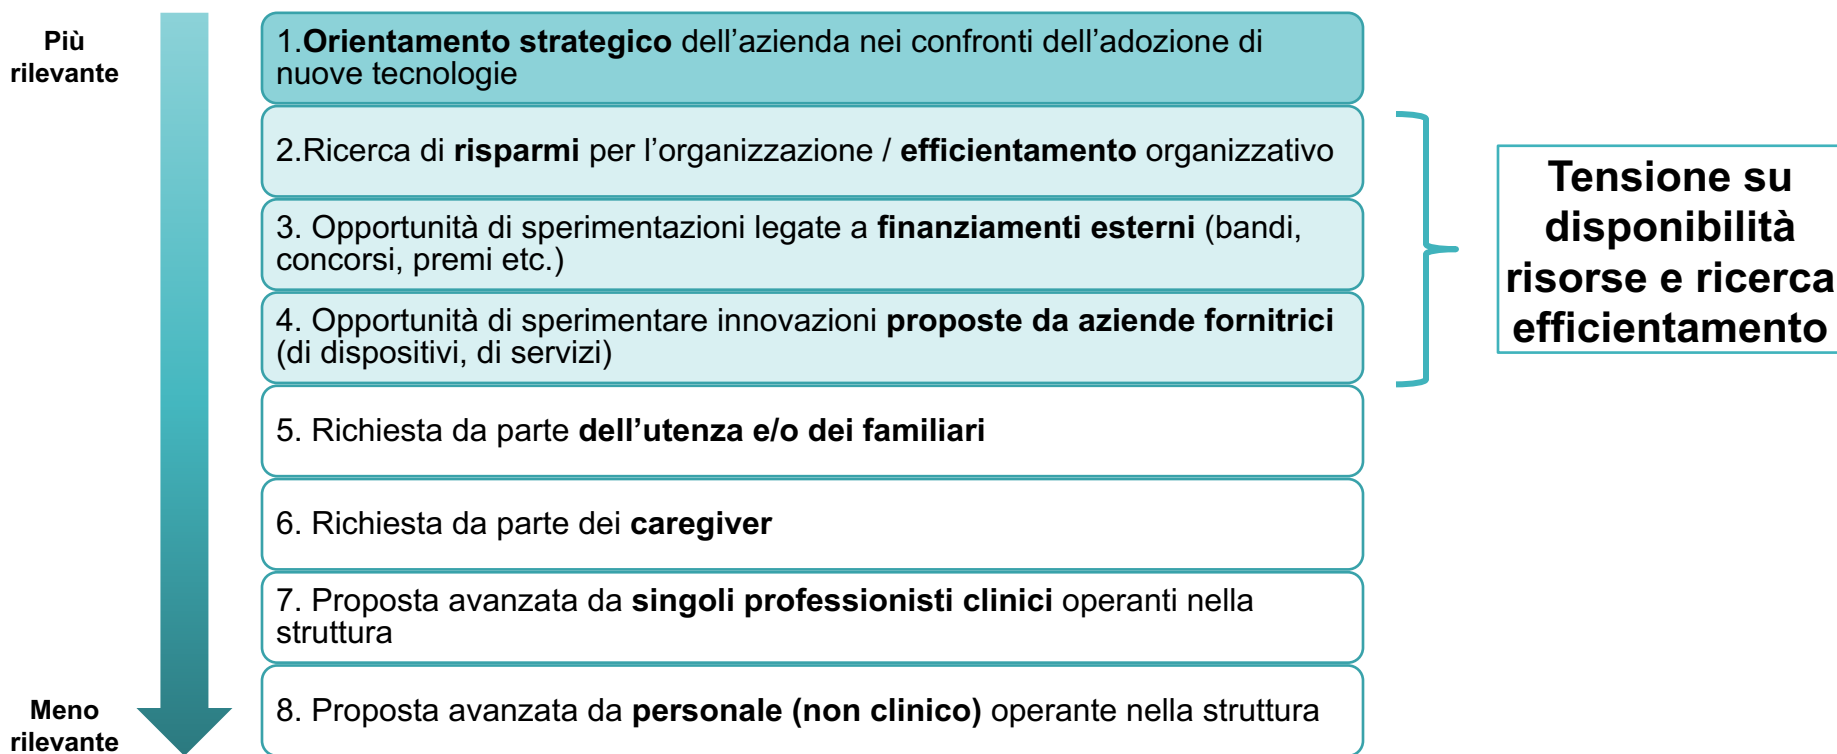 Più
rilevante
1.Orientamento strategico dell’azienda nei confronti dell’adozione di
nuove tecnologie
2.Ricerca di risparmi per l’organizzazione / efficientamento organizzativo
3. Opportunità di sperimentazioni legate a finanziamenti esterni (bandi,
concorsi, premi etc.)
4. Opportunità di sperimentare innovazioni proposte da aziende fornitrici
(di dispositivi, di servizi)
5. Richiesta da parte dell’utenza e/o dei familiari
6. Richiesta da parte dei caregiver
7. Proposta avanzata da singoli professionisti clinici operanti nella
struttura
8. Proposta avanzata da personale (non clinico) operante nella struttura
Meno
rilevante
Tensione su
disponibilità
risorse e ricerca
efficientamento